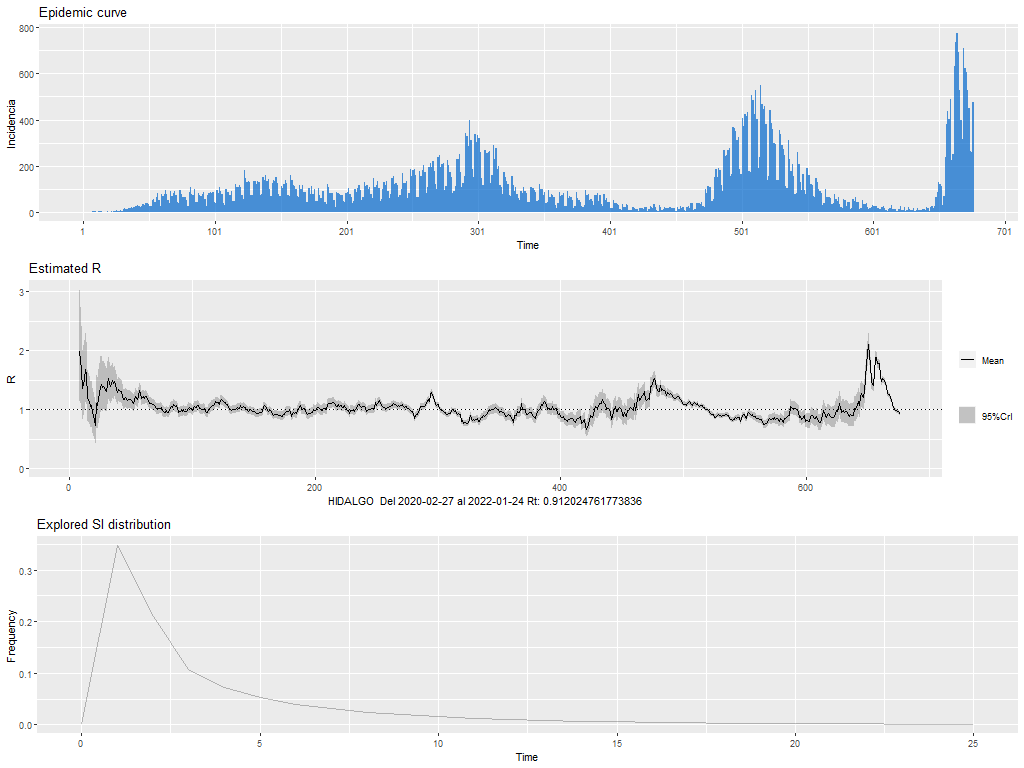 Epidemic curve
800
600
400
200
0
Incidencia
1
101
201
301
401
501
601
701
Time
Estimated R
3
2
1
0
R
Mean
95%CrI
0
200
400
600
HIDALGO Del 2020-02-27 al 2022-01-24 Rt: 0.912024761773836
Explored SI distribution
0.3
0.2
0.1
0.0
Frequency
0
5
10
15
20
25
Time